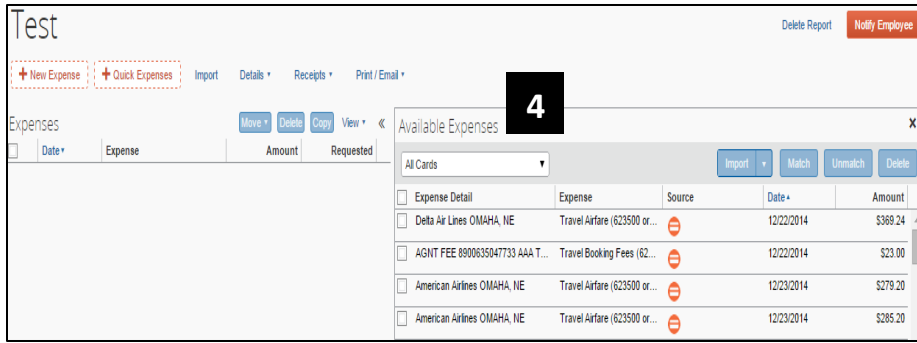 Test
Delete Report Notify Employee
+ New Expense + Quick Expenses Import Details Receipts Print / Email
4
Expenses Move Delete Copy View « Available Expenses x
Date Expense Amount Requested
All Cards Import Match Unmatch Delete
Expense Detail Expense Source Date Amount
Delta Air Lines OMAHA, NE Travel Airfare (623500 or... 12/22/2014 $369.24
AGNT FEE 8900635047733 AAA T... Travel Booking Fees (62... 12/22/2014 $23.00
American Airlines OMAHA, NE Travel Airfare (623500 or... 12/23/2014 $279.20
American Airlines OMAHA, NE Travel Airfare (623500 or... 12/23/2014 $285.20